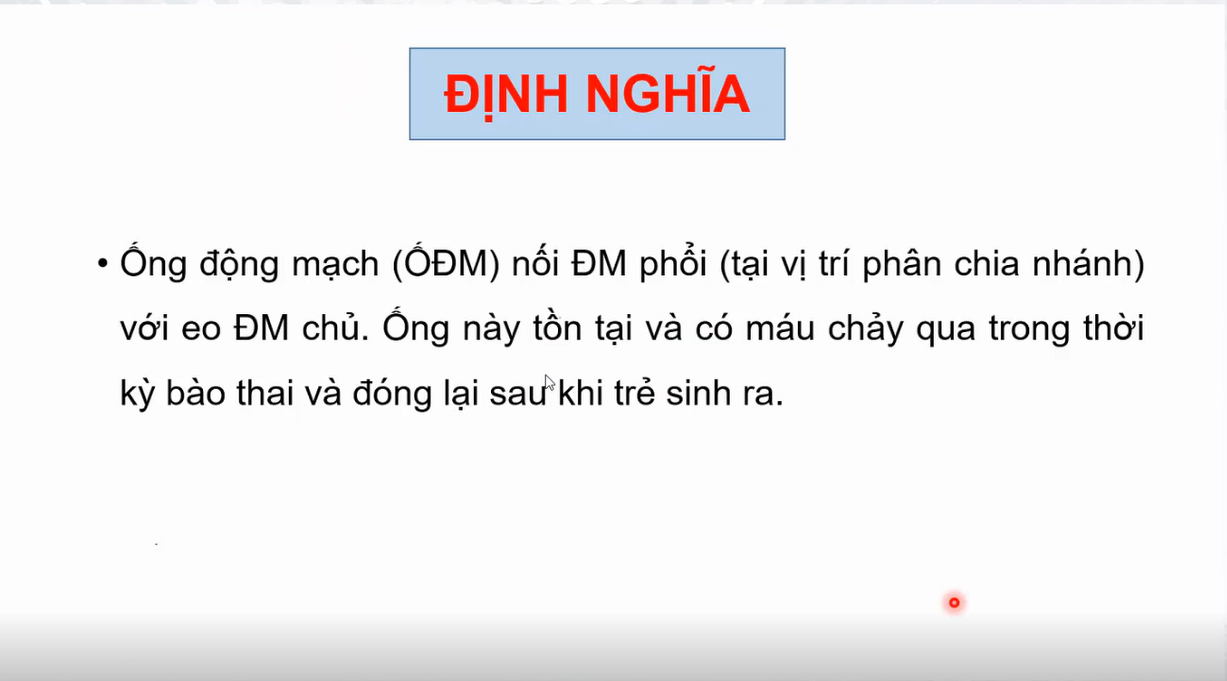 ĐỊNH NGHĨA
• Ống động mạch (ỐĐM) nối ĐM phổi (tại vị trí phân chia nhánh)
với eo ĐM chủ. Ống này tồn tại và có máu chảy qua trong thời
kỳ bào thai và đóng lại sau khi trẻ sinh ra.